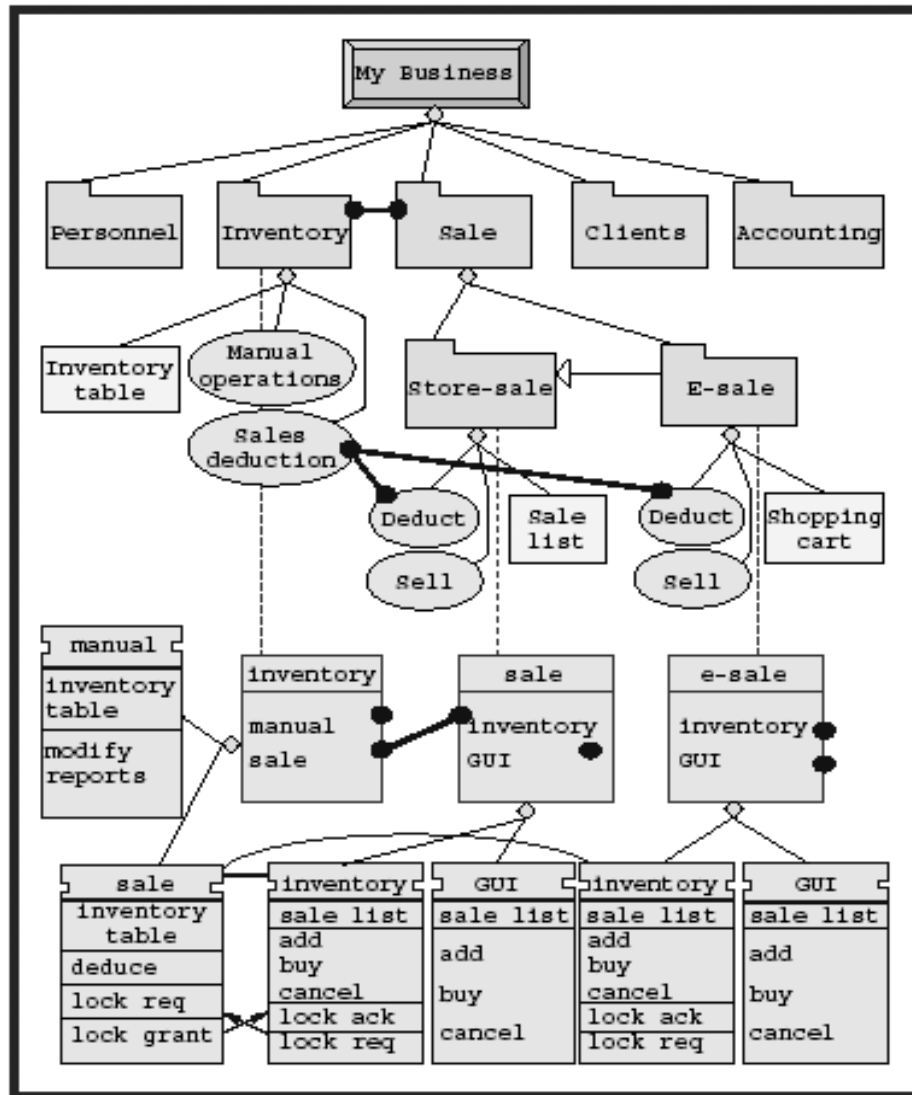 My Business
Personnel
Inventory
Sale
Clients
Accounting
Inventory
table
Manual
operations
Sales
deduction
Store-sale
E-sale
Deduct
Sell
Sale
list
Deduct
Sell
Shopping
cart
manual
inventory
table
modify
reports
inventory
manual
sale
sale
inventory
GUI
e-sale
inventory
GUI
sale
inventory
table
deduce
lock req
lock grant
inventory
sale list
add
buy
cancel
lock ack
lock req
GUI
sale list
add
buy
cancel
inventory
sale list
add
buy
cancel
lock ack
lock req
GUI
sale list
add
buy
cancel